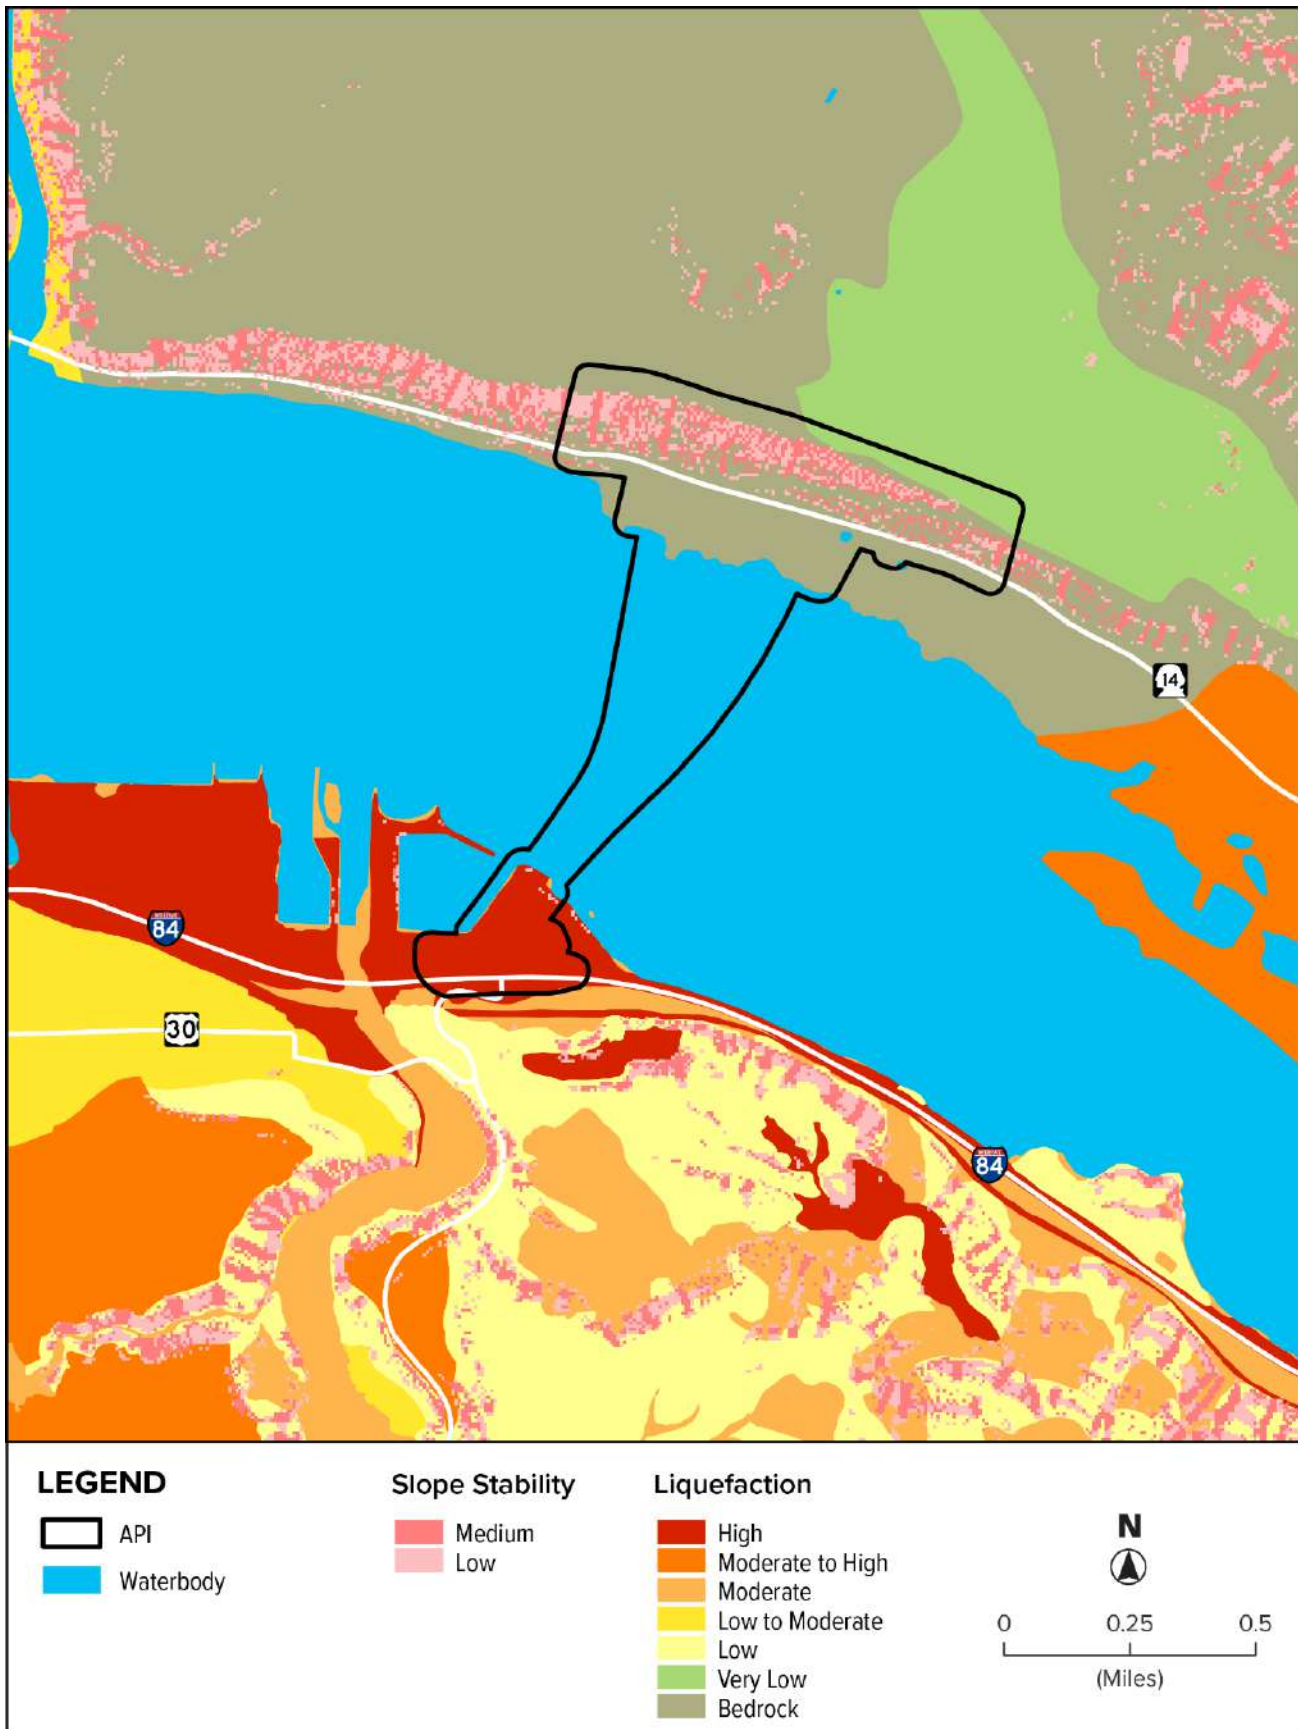 14
84
30
84
LEGEND
API
Waterbody
Slope Stability
Medium
Low
Liquefaction
High
Moderate to High
Moderate
Low to Moderate
Low
Very Low
Bedrock
N
0 0.25 0.5
(Miles)